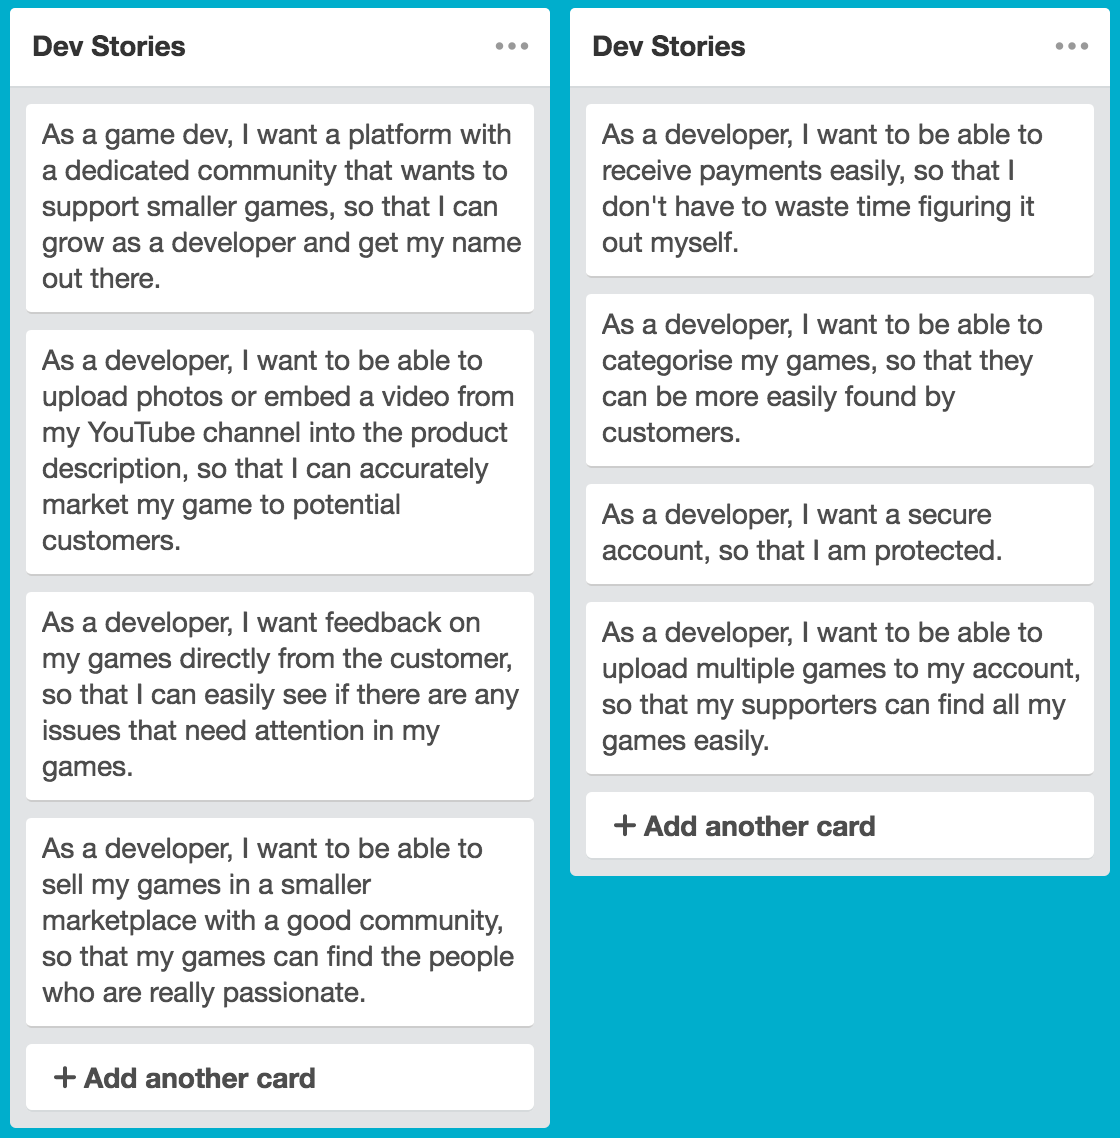 Dev Stories
As a game dev, I want a platform with
a dedicated community that wants to
support smaller games, so that I can
grow as a developer and get my name
out there.
As a developer, I want to be able to
upload photos or embed a video from
my YouTube channel into the product
description, so that I can accurately
market my game to potential
customers.
As a developer, I want feedback on
my games directly from the customer,
so that I can easily see if there are any
issues that need attention in my
games.
As a developer, I want to be able to
sell my games in a smaller
marketplace with a good community,
so that my games can find the people
who are really passionate.
+ Add another card
Dev Stories
As a developer, I want to be able to
receive payments easily, so that I
don't have to waste time figuring it
out myself.
As a developer, I want to be able to
categorise my games, so that they
can be more easily found by
customers.
As a developer, I want a secure
account, so that I am protected.
As a developer, I want to be able to
upload multiple games to my account,
so that my supporters can find all my
games easily.
+ Add another card